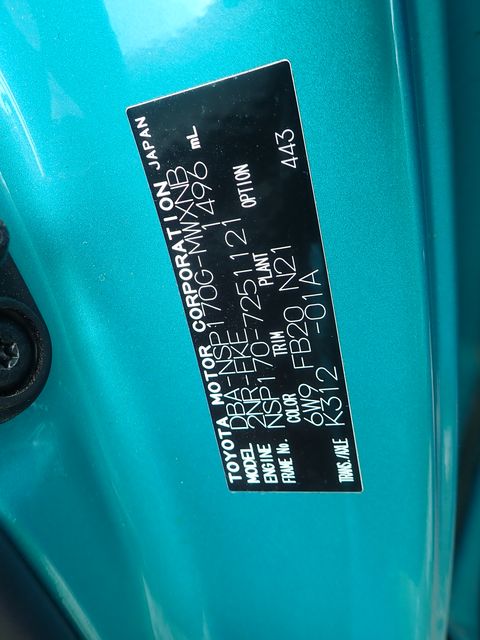 TOYOTA MOTOR CORPORATION JAPAN
MODEL DBA-NSP170G-MWXNB
ENGINE 2NR-FKE 1496 mL
FRAME No. NSP170-7251121
COLOR TRIM PLANT OPTION
6W9 FB20 N21 443
TRANS./AXLE K312 -01A